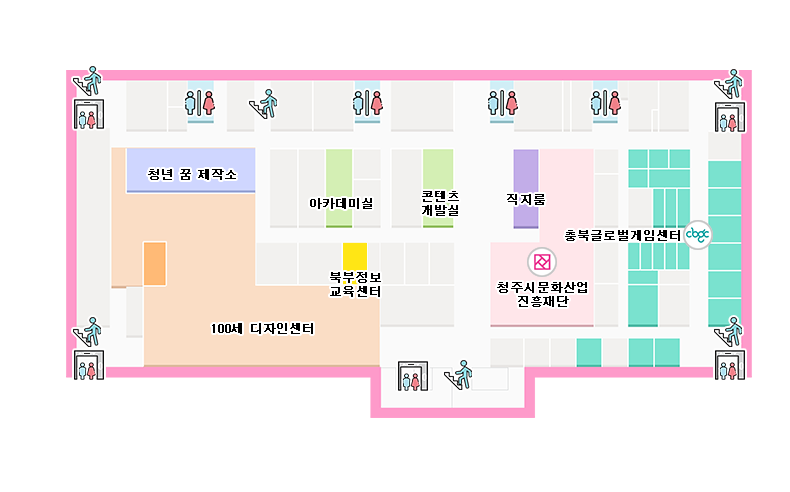 청년 꿈 제작소
아카데미실
콘텐츠
개발실
직지룸
충북글로벌게임센터
cbgc
북부정보
교육센터
청주시문화산업
진흥재단
100세 디자인센터